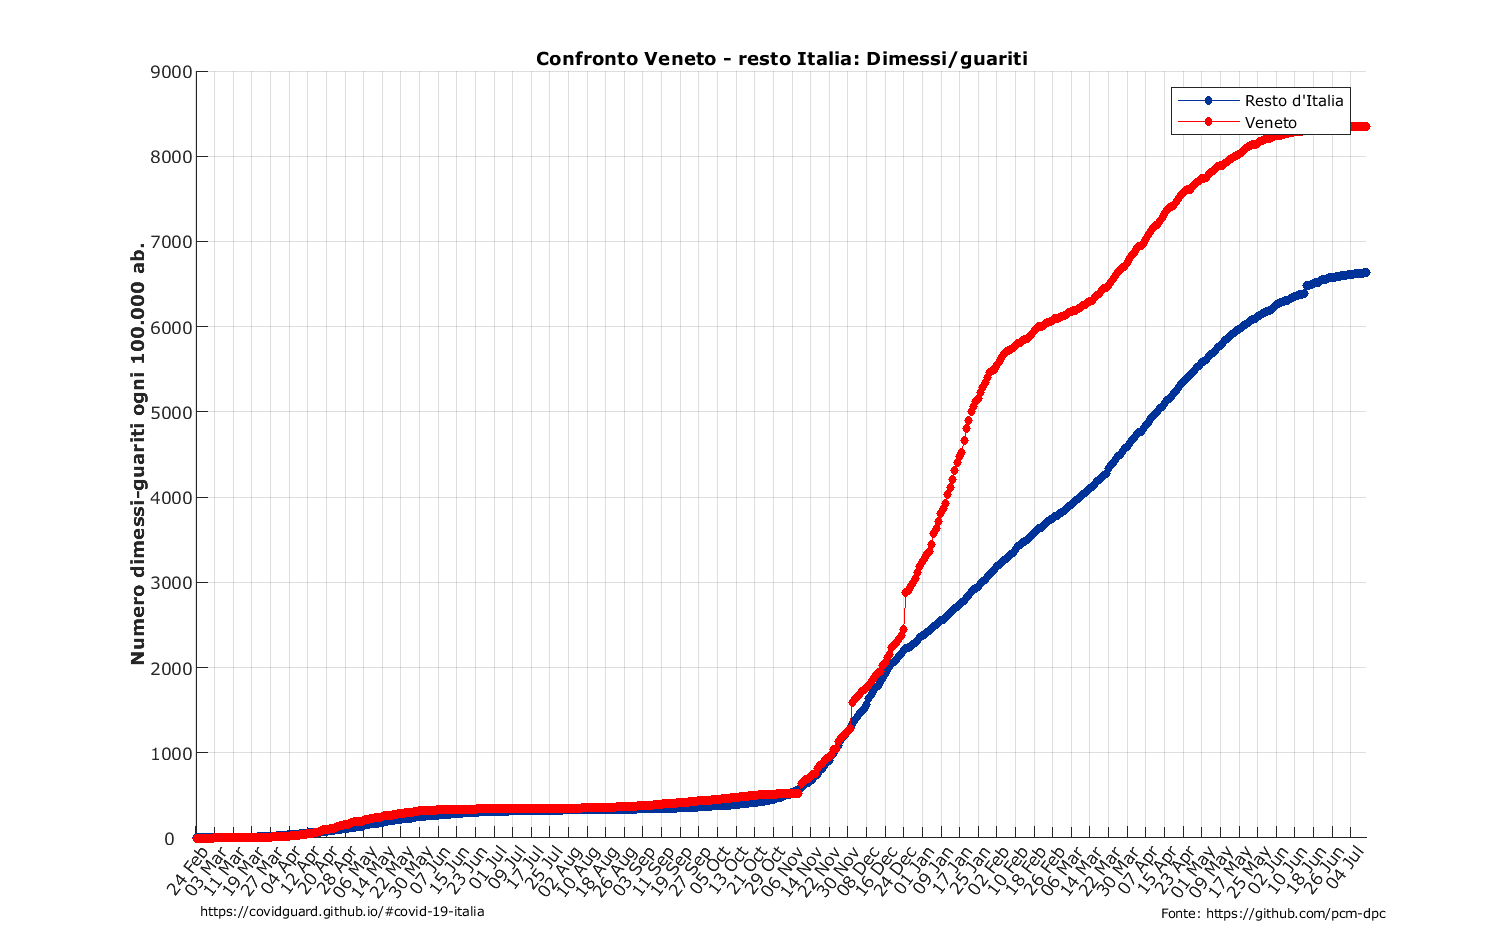 Confronto Veneto - resto Italia: Dimessi/guariti
Resto d'Italia
Veneto
Numero dimessi-guariti ogni 100.000 ab.
9000
8000
7000
6000
5000
4000
3000
2000
1000
0
24 Feb
03 Mar
11 Mar
19 Mar
27 Mar
04 Apr
12 Apr
20 Apr
28 Apr
06 May
14 May
22 May
30 May
07 Jun
15 Jun
23 Jun
01 Jul
09 Jul
17 Jul
25 Jul
02 Aug
10 Aug
18 Aug
26 Aug
03 Sep
11 Sep
19 Sep
27 Sep
05 Oct
13 Oct
21 Oct
29 Oct
06 Nov
14 Nov
22 Nov
30 Nov
08 Dec
16 Dec
24 Dec
01 Jan
09 Jan
17 Jan
25 Jan
02 Feb
10 Feb
18 Feb
26 Feb
06 Mar
14 Mar
22 Mar
30 Mar
07 Apr
15 Apr
23 Apr
01 May
09 May
17 May
25 May
02 Jun
10 Jun
18 Jun
26 Jun
04 Jul
https://covidguard.github.io/#covid-19-italia
Fonte: https://github.com/pcm-dpc